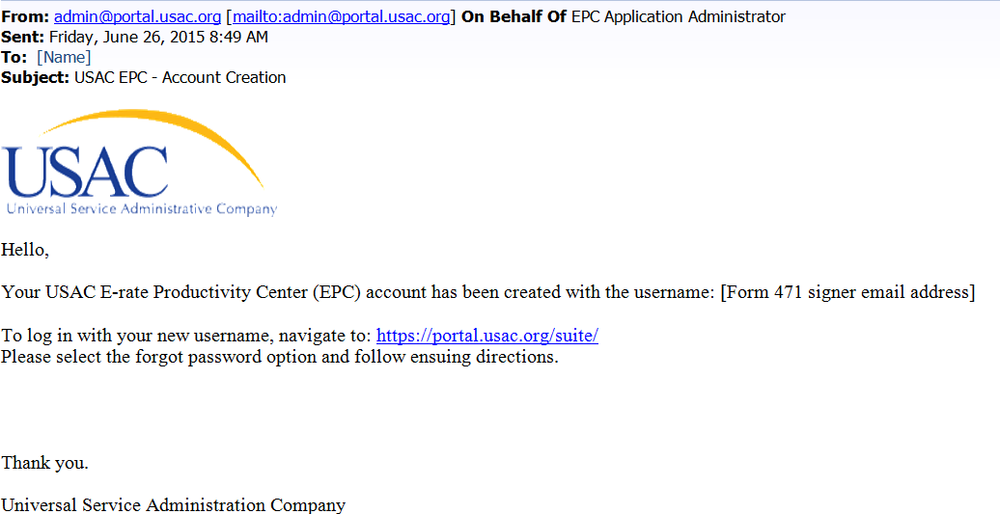 From: admin@portal.usac.org [mailto:admin@portal.usac.org] On Behalf Of EPC Application Administrator
Sent: Friday, June 26, 2015 8:49 AM
To: [Name]
Subject: USAC EPC - Account Creation
USAC
Universal Service Administrative Company
Hello,
Your USAC E-rate Productivity Center (EPC) account has been created with the username: [Form 471 signer email address]
To log in with your new username, navigate to: https://portal.usac.org/suite/
Please select the forgot password option and follow ensuing directions.
Thank you.
Universal Service Administration Company